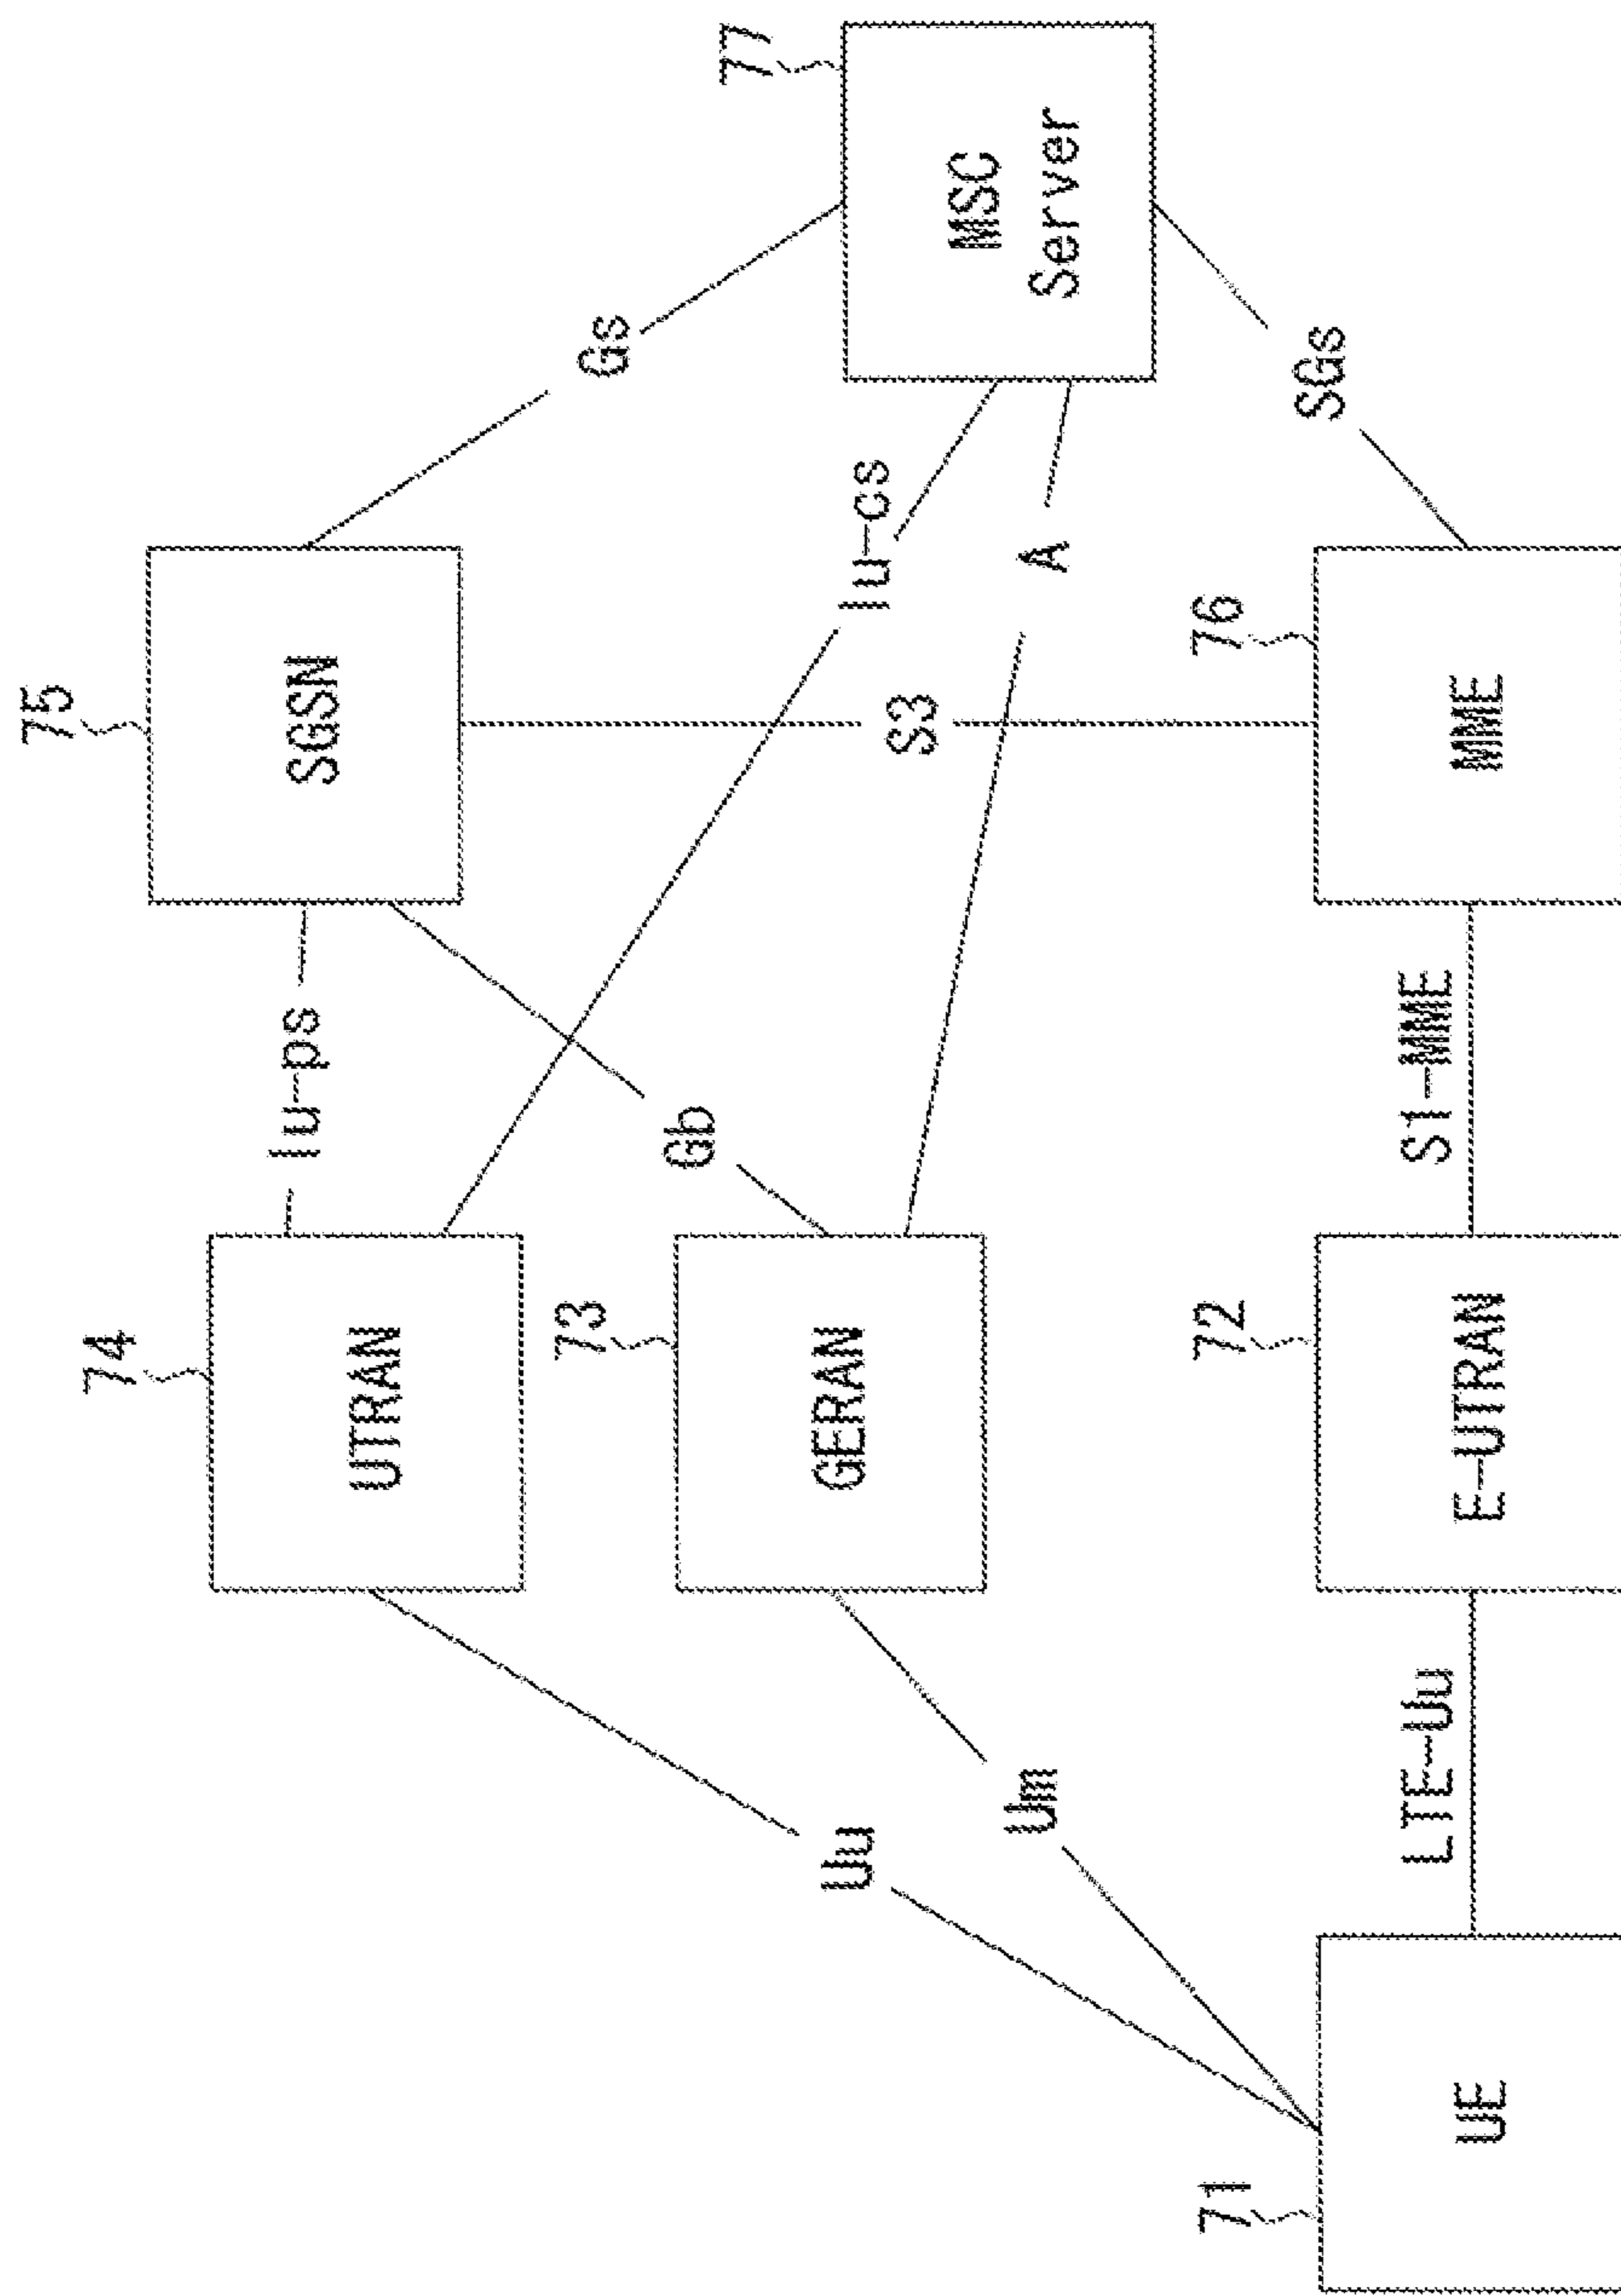 75
SGSN
74
UTRAN
Iu-ps
Gs
77
MSC
Server
73
GERAN
Gb
Iu-cs
A
S3
Uu
Um
71
UE
LTE-Uu
72
E-UTRAN
S1-MME
76
MME
SGs